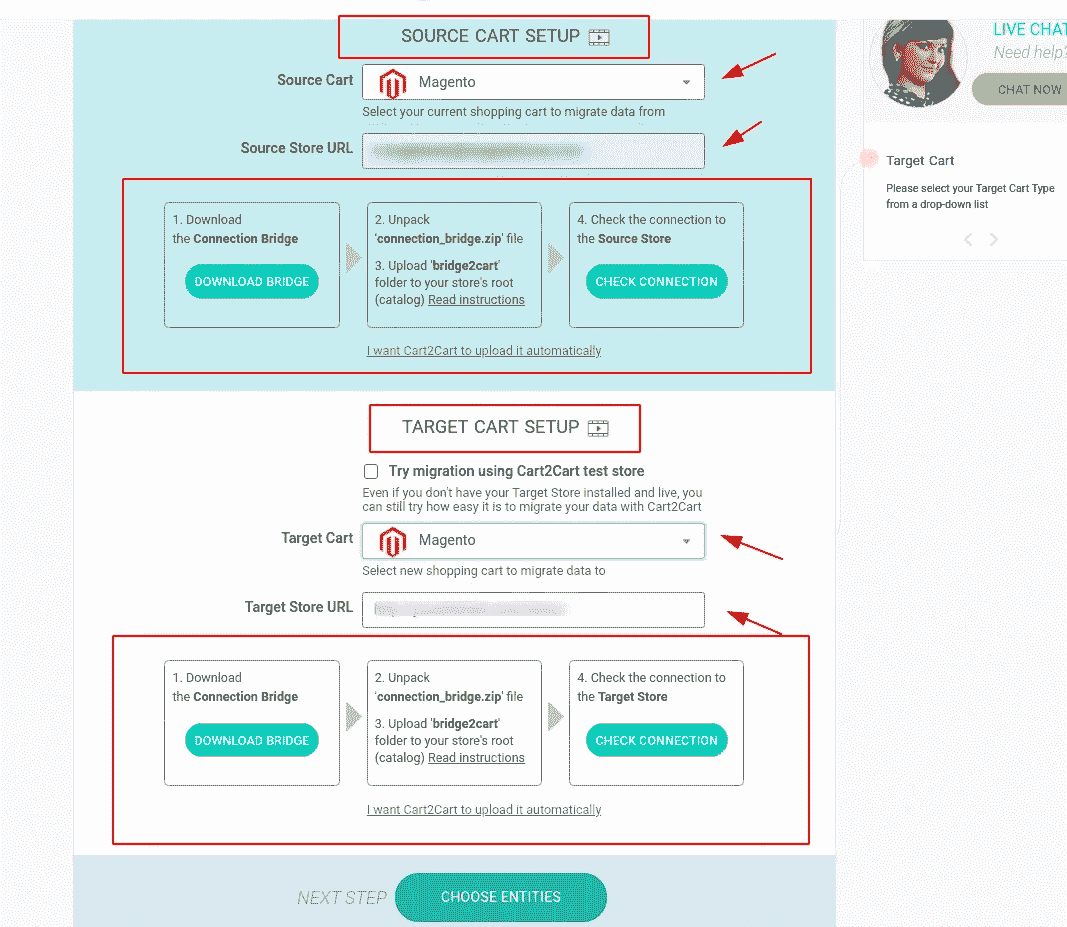 SOURCE CART SETUP
Source Cart
Magento
Select your current shopping cart to migrate data from
Source Store URL
1. Download
the Connection Bridge
DOWNLOAD BRIDGE
2. Unpack
'connection_bridge.zip' file
3. Upload 'bridge2cart'
folder to your store's root
(catalog) Read instructions
4. Check the connection to
the Source Store
CHECK CONNECTION
I want Cart2Cart to upload it automatically
TARGET CART SETUP
Try migration using Cart2Cart test store
Even if you don't have your Target Store installed and live, you
can still try how easy it is to migrate your data with Cart2Cart
Target Cart
Magento
Select new shopping cart to migrate data to
Target Store URL
1. Download
the Connection Bridge
DOWNLOAD BRIDGE
2. Unpack
'connection_bridge.zip' file
3. Upload 'bridge2cart'
folder to your store's root
(catalog) Read instructions
4. Check the connection to
the Target Store
CHECK CONNECTION
I want Cart2Cart to upload it automatically
NEXT STEP
CHOOSE ENTITIES
LIVE CHAT
Need help?
CHAT NOW
Target Cart
Please select your Target Cart Type
from a drop-down list